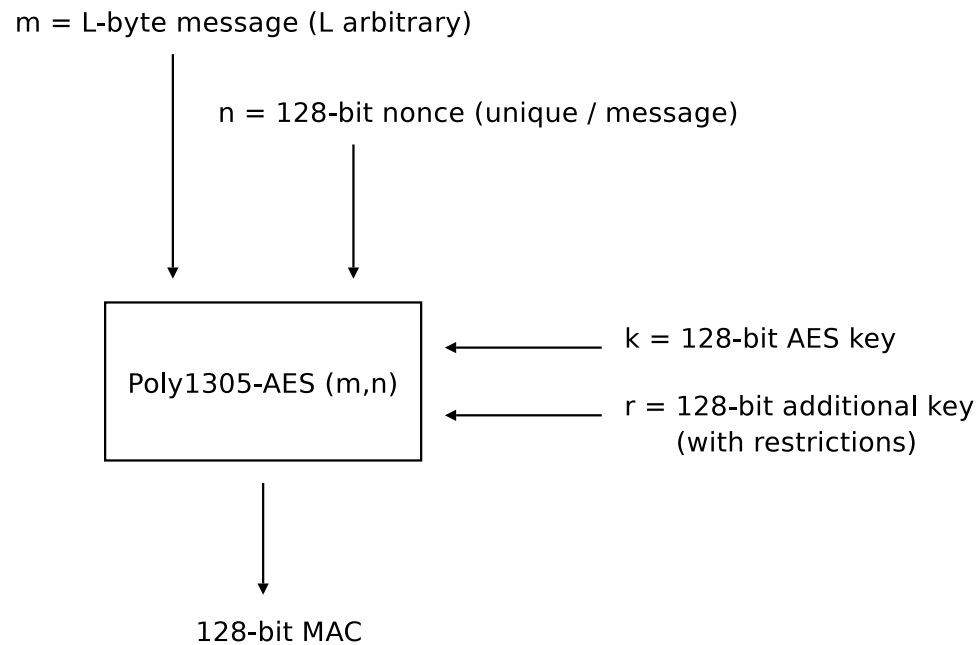 m = L-byte message (L arbitrary)
n = 128-bit nonce (unique / message)
k = 128-bit AES key
Poly1305-AES (m,n)
r = 128-bit additional key
(with restrictions)
128-bit MAC